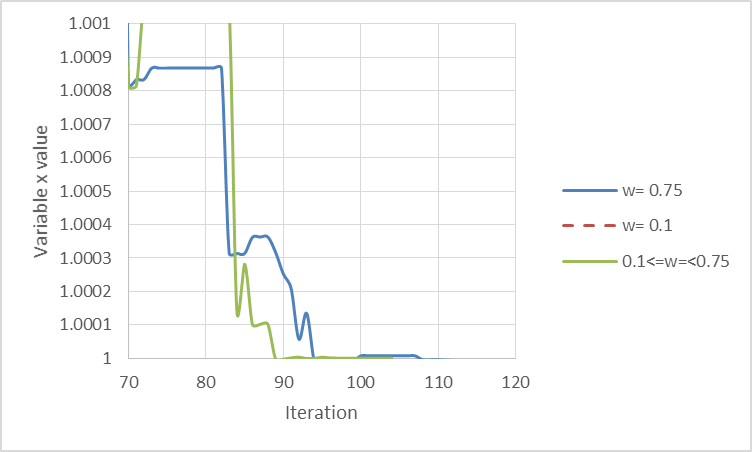 1.001
1.0009
1.0008
1.0007
1.0006
1.0005
1.0004
1.0003
1.0002
1.0001
1
70 80 90 100 110 120
Variable x value
Iteration
w= 0.75
w= 0.1
0.1<=w=<0.75